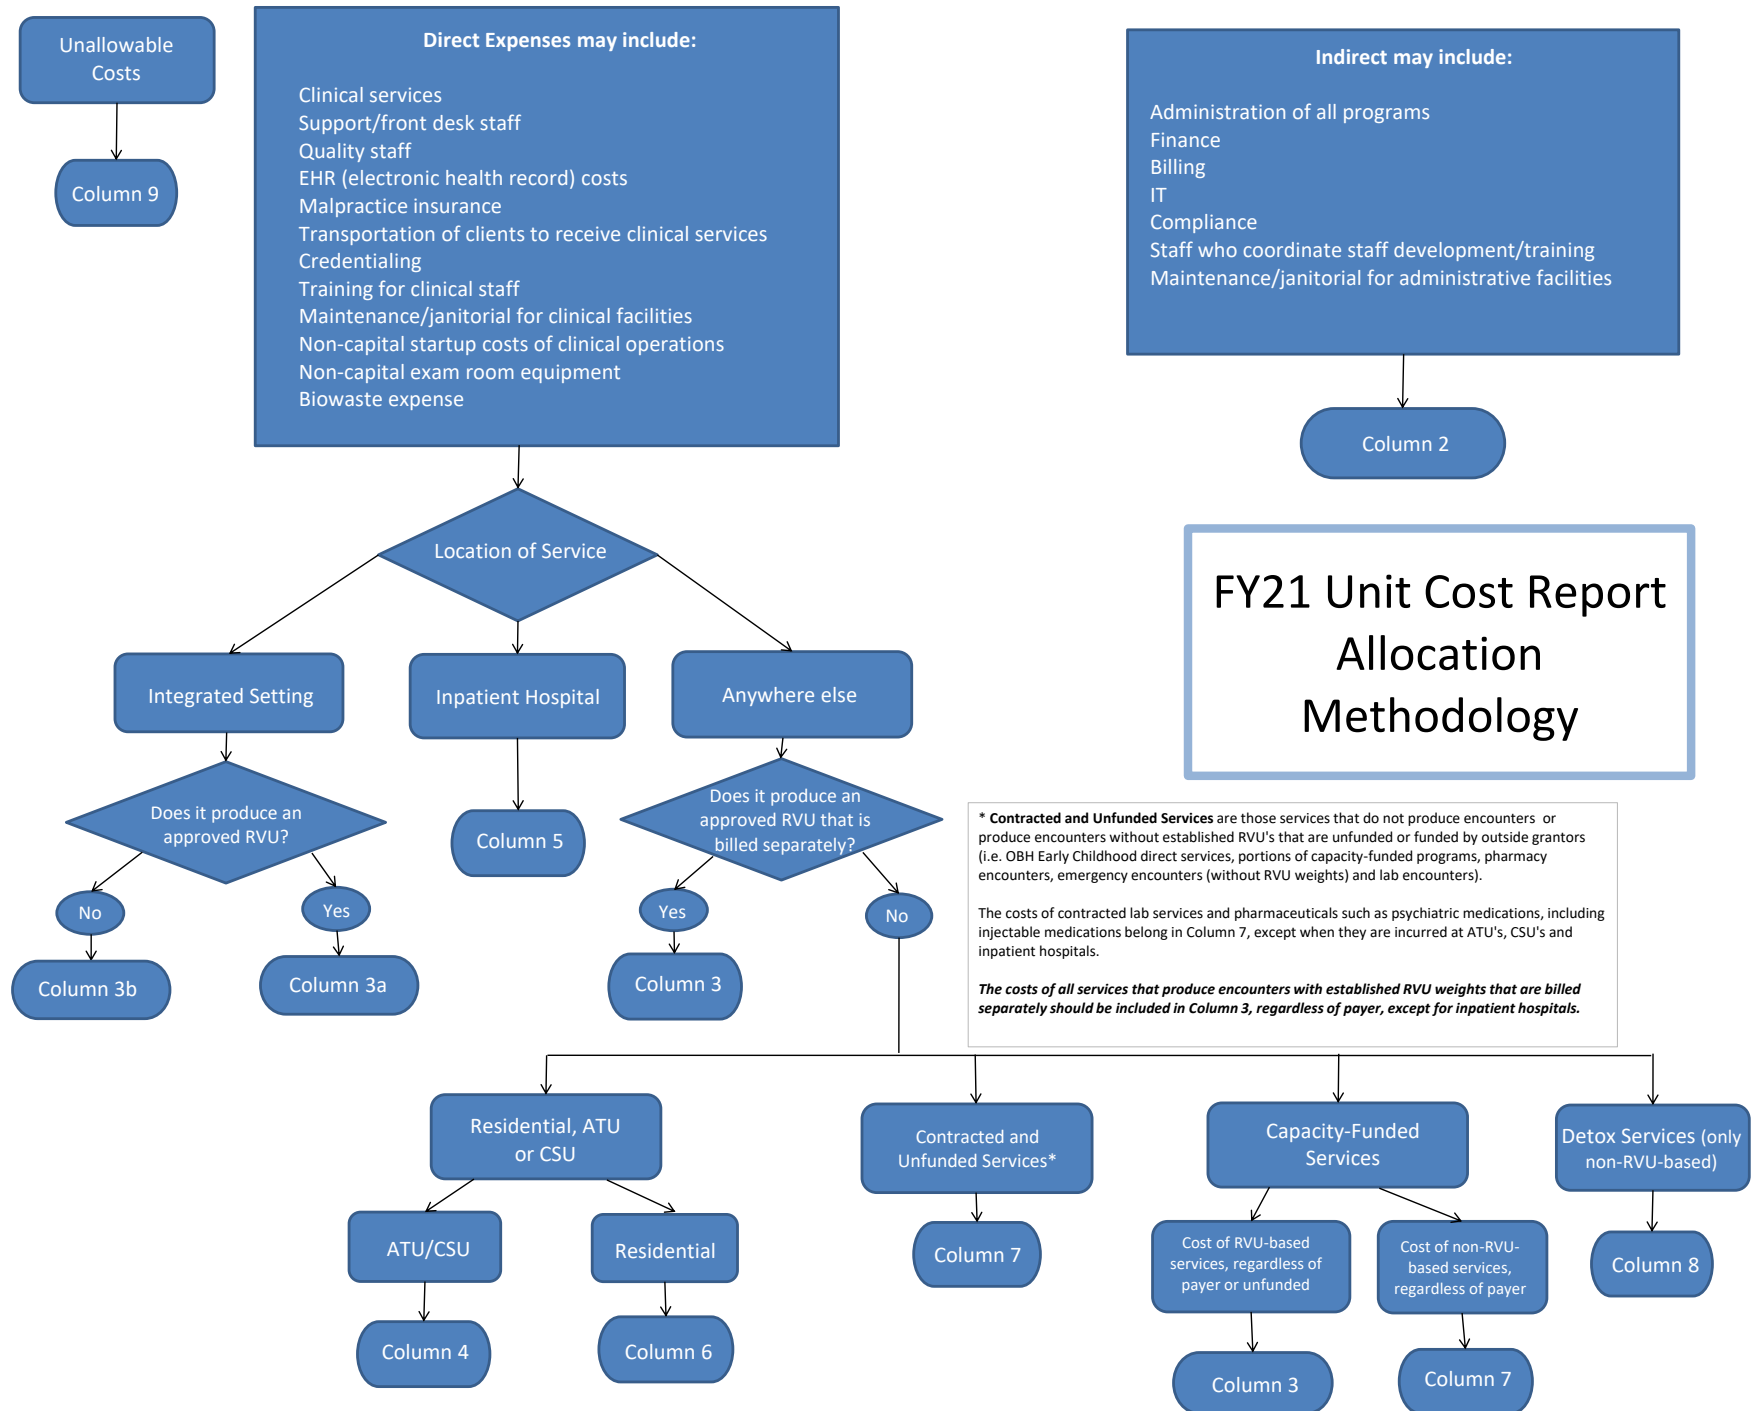 Unallowable
Costs
Column 9
Direct Expenses may include:
Clinical services
Support/front desk staff
Quality staff
EHR (electronic health record) costs
Malpractice insurance
Transportation of clients to receive clinical services
Credentialing
Training for clinical staff
Maintenance/janitorial for clinical facilities
Non-capital startup costs of clinical operations
Non-capital exam room equipment
Biowaste expense
Indirect may include:
Administration of all programs
Finance
Billing
IT
Compliance
Staff who coordinate staff development/training
Maintenance/janitorial for administrative facilities
Column 2
FY21 Unit Cost Report
Allocation
Methodology
Location of Service
Integrated Setting
Inpatient Hospital
Anywhere else
Does it produce an
approved RVU?
Column 5
Does it produce an
approved RVU that is
billed separately?
No
Yes
Yes
No
Column 3b
Column 3a
Column 3
* Contracted and Unfunded Services are those services that do not produce encounters or
produce encounters without established RVU's that are unfunded or funded by outside grantors
(i.e. OBH Early Childhood direct services, portions of capacity-funded programs, pharmacy
encounters, emergency encounters (without RVU weights) and lab encounters).
The costs of contracted lab services and pharmaceuticals such as psychiatric medications, including
injectable medications belong in Column 7, except when they are incurred at ATU's, CSU's and
inpatient hospitals.
The costs of all services that produce encounters with established RVU weights that are billed
separately should be included in Column 3, regardless of payer, except for inpatient hospitals.
Residential, ATU
or CSU
Contracted and
Unfunded Services*
Capacity-Funded
Services
Detox Services (only
non-RVU-based)
ATU/CSU
Residential
Column 7
Cost of RVU-based
services, regardless of
payer or unfunded
Cost of non-RVU-
based services,
regardless of payer
Column 8
Column 4
Column 6
Column 3
Column 7